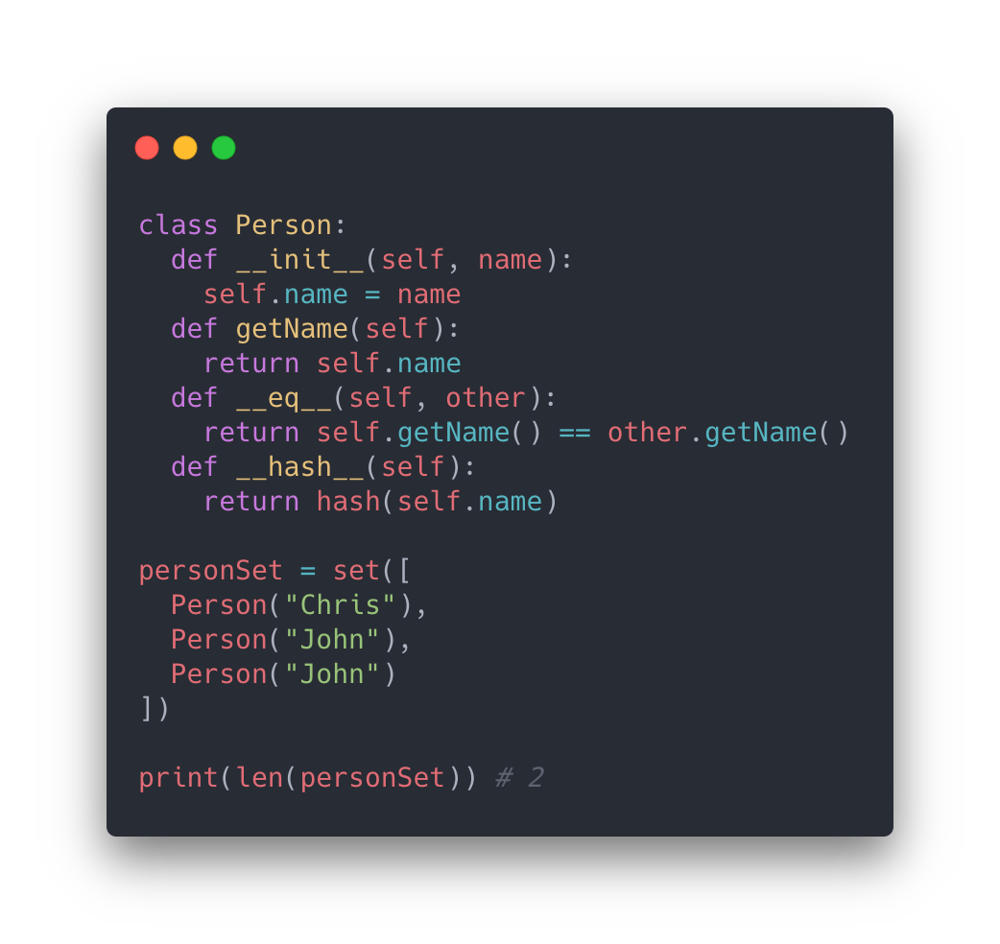 class Person:
  def __init__(self, name):
    self.name = name
  def getName(self):
    return self.name
  def __eq__(self, other):
    return self.getName() == other.getName()
  def __hash__(self):
    return hash(self.name)

personSet = set([
  Person("Chris"),
  Person("John"),
  Person("John")
])

print(len(personSet)) # 2